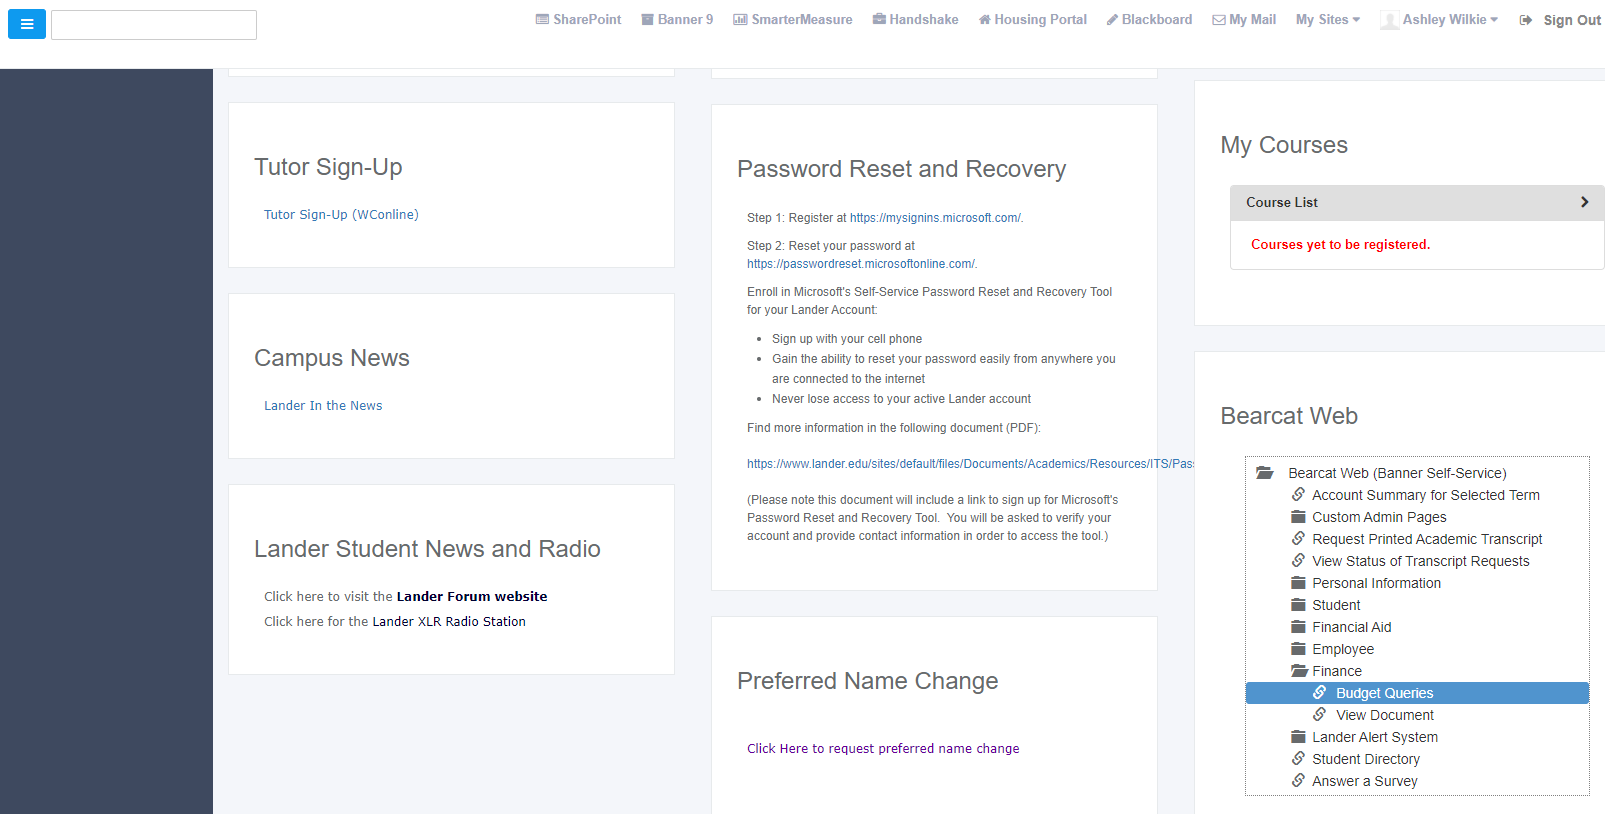 SharePoint Banner 9 SmarterMeasure Handshake Housing Portal Blackboard My Mail My Sites Ashley Wilkie Sign Out
Tutor Sign-Up
Tutor Sign-Up (WConline)
Campus News
Lander In the News
Lander Student News and Radio
Click here to visit the Lander Forum website
Click here for the Lander XLR Radio Station
Password Reset and Recovery
Step 1: Register at https://mysignins.microsoft.com/.
Step 2: Reset your password at
https://passwordreset.microsoftonline.com/.
Enroll in Microsoft's Self-Service Password Reset and Recovery Tool
for your Lander Account:
• Sign up with your cell phone
• Gain the ability to reset your password easily from anywhere you
are connected to the internet
• Never lose access to your active Lander account
Find more information in the following document (PDF):
https://www.lander.edu/sites/default/files/Documents/Academics/Resources/ITS/Pas
(Please note this document will include a link to sign up for Microsoft's
Password Reset and Recovery Tool. You will be asked to verify your
account and provide contact information in order to access the tool.)
Preferred Name Change
Click Here to request preferred name change
My Courses
Course List
Courses yet to be registered.
Bearcat Web
Bearcat Web (Banner Self-Service)
Account Summary for Selected Term
Custom Admin Pages
Request Printed Academic Transcript
View Status of Transcript Requests
Personal Information
Student
Financial Aid
Employee
Finance
Budget Queries
View Document
Lander Alert System
Student Directory
Answer a Survey